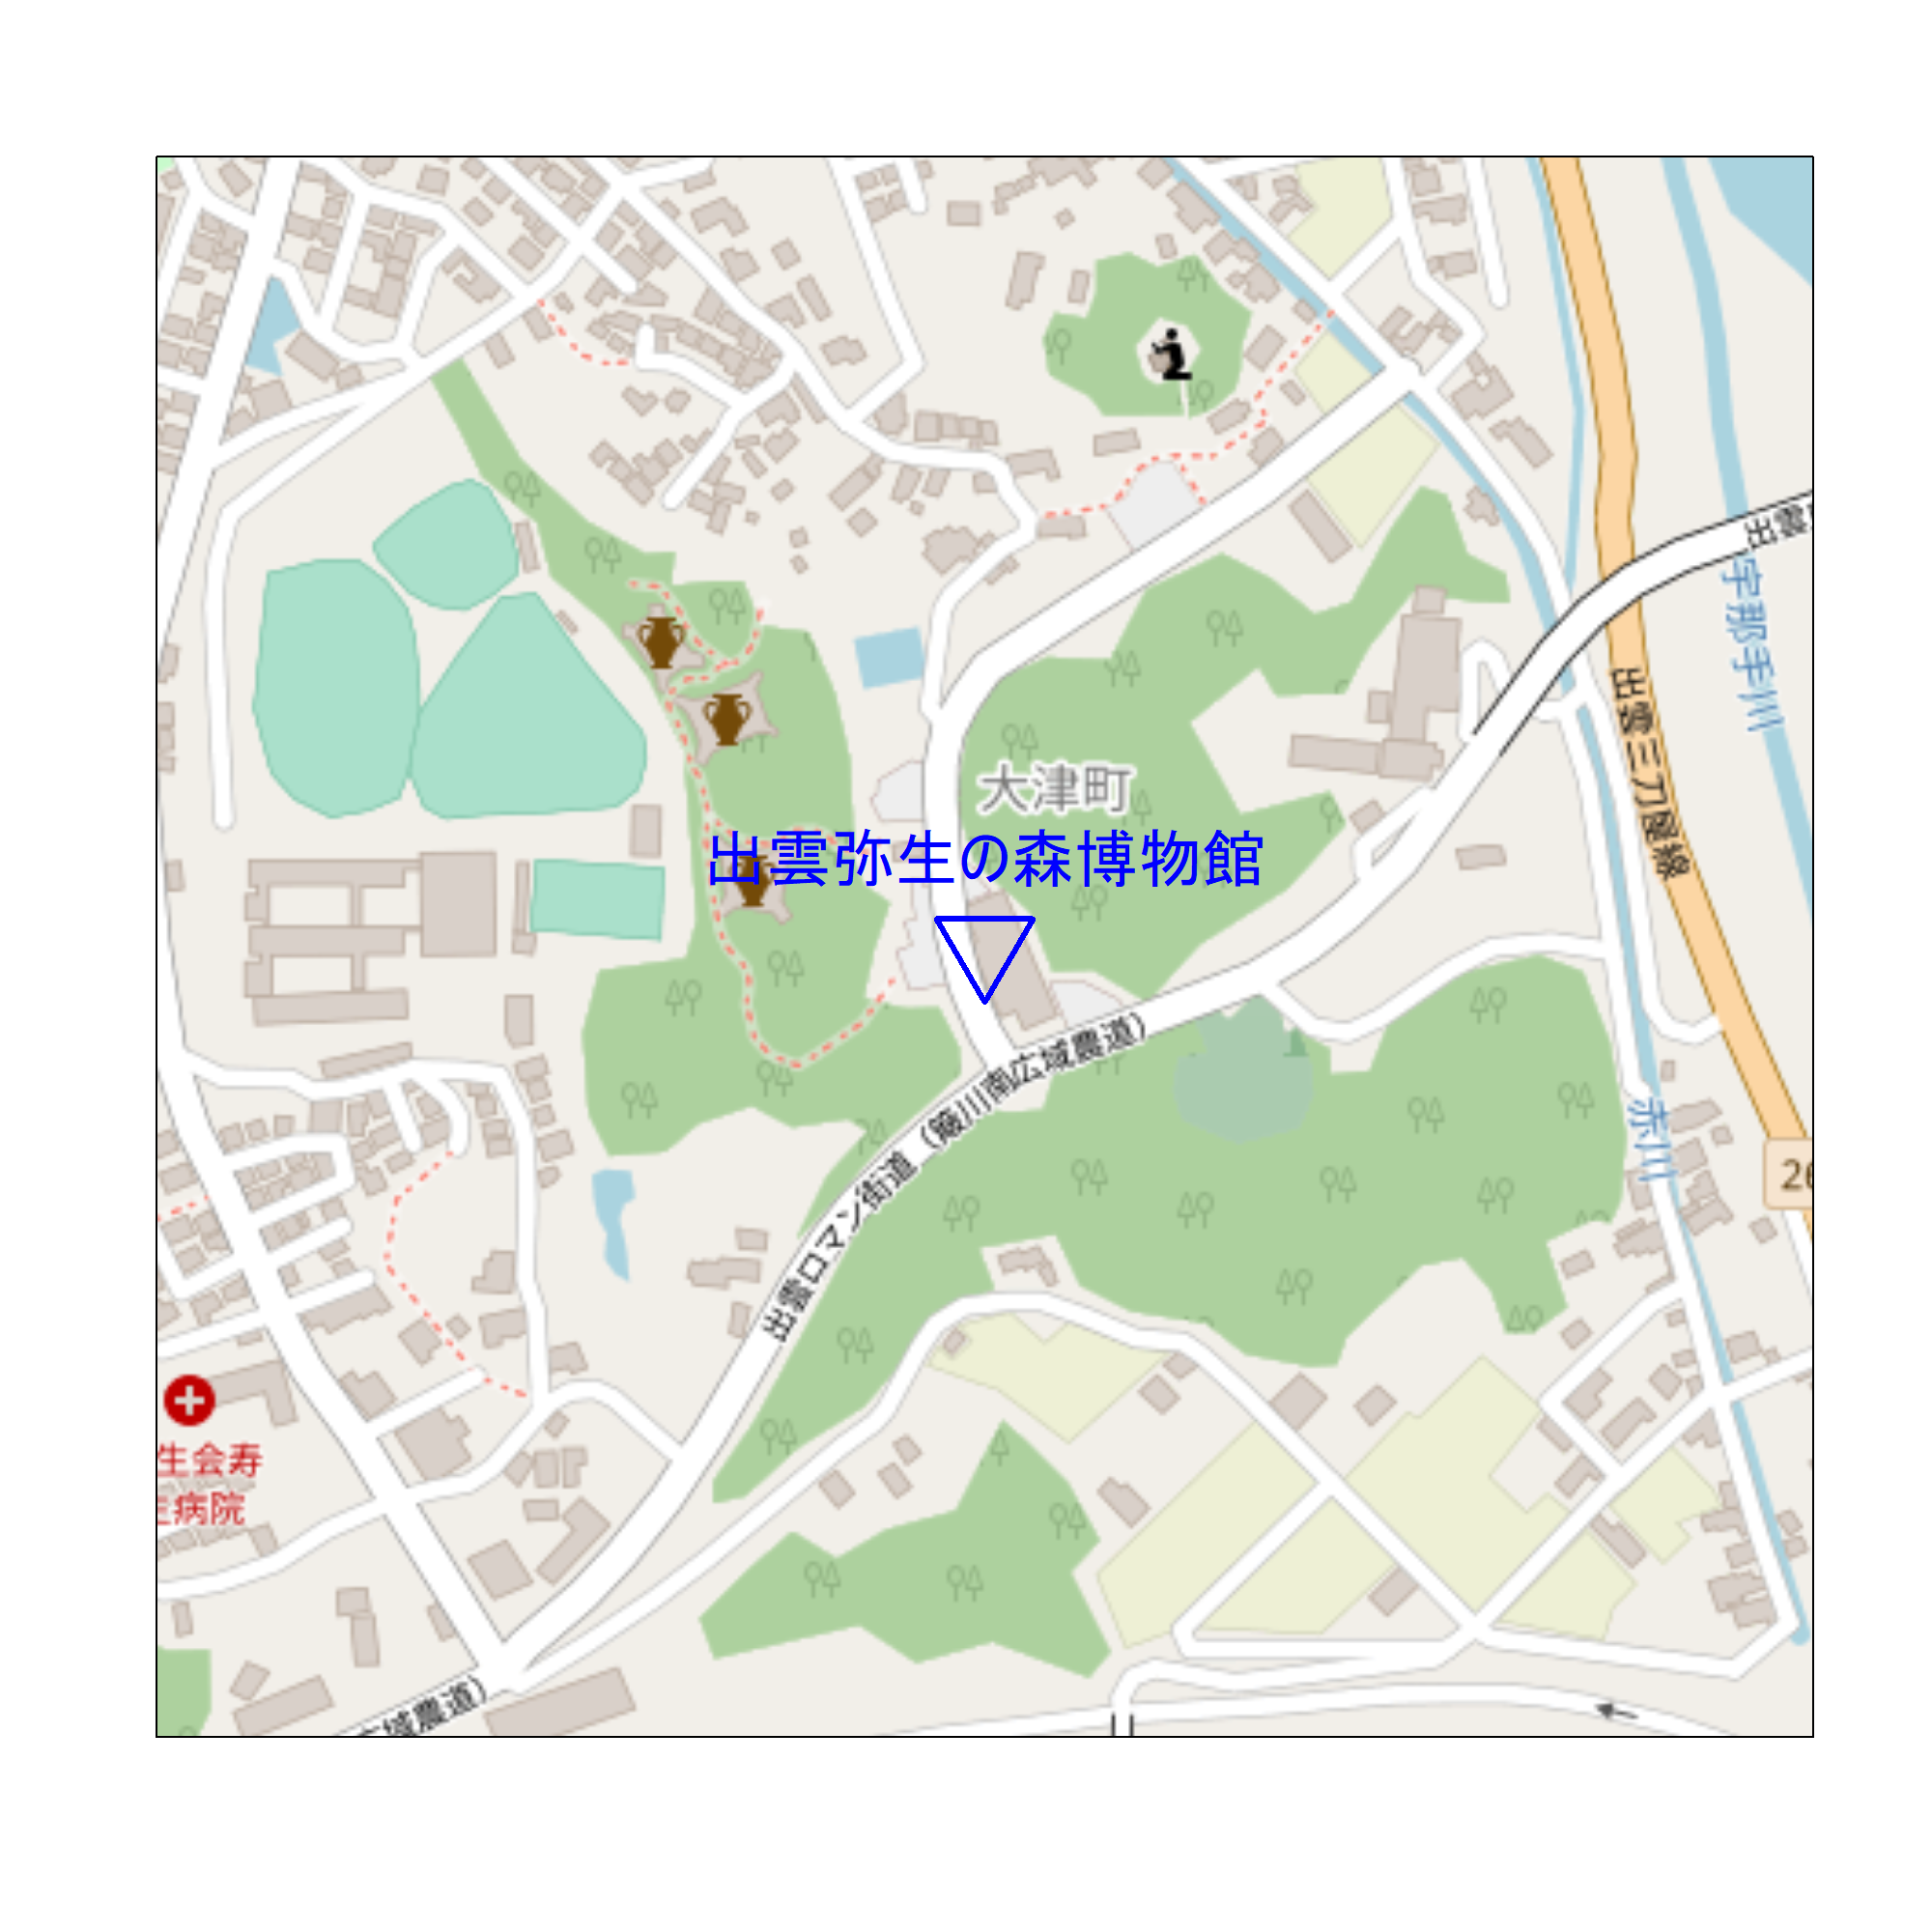 出雲
宇那手川
出雲三刀屋線
大津町
出雲弥生の森博物館
出雲ロマン街道（簸川南広域農道）
赤川
26
生会寿
病院
広域農道）